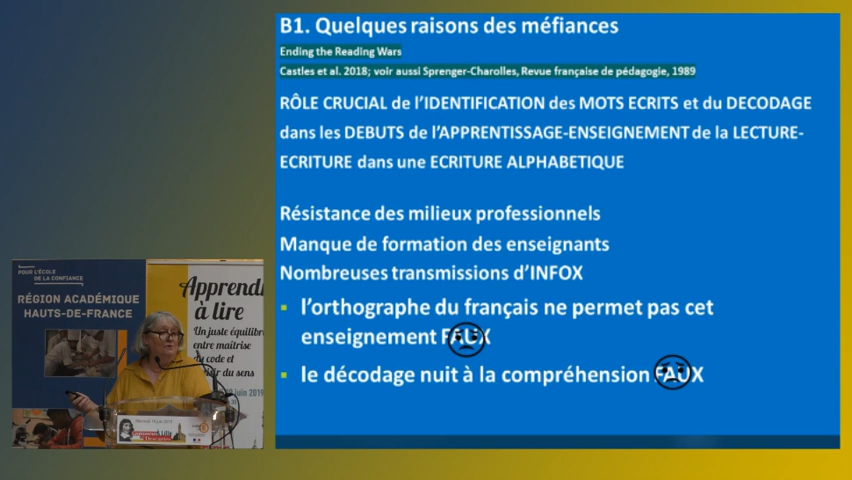 B1. Quelques raisons des méfiances
Ending the Reading Wars
Castles et al. 2018; voir aussi Sprenger-Charolles, Revue française de pédagogie, 1989
RÔLE CRUCIAL de l'IDENTIFICATION des MOTS ECRITS et du DECODAGE
dans les DEBUTS de l'APPRENTISSAGE-ENSEIGNEMENT de la LECTURE-
ECRITURE dans une ECRITURE ALPHABETIQUE
Résistance des milieux professionnels
Manque de formation des enseignants
Nombreuses transmissions d'INFOX
l'orthographe du français ne permet pas cet
enseignement FAUX
le décodage nuit à la compréhension FAUX
POUR L'ÉCOLE
DE LA CONFIANCE
RÉGION ACADÉMIQUE
HAUTS-DE-FRANCE
Apprend
à lire
Un juste équilibr
entre maîtrise
du code et
du sens
juin 2019